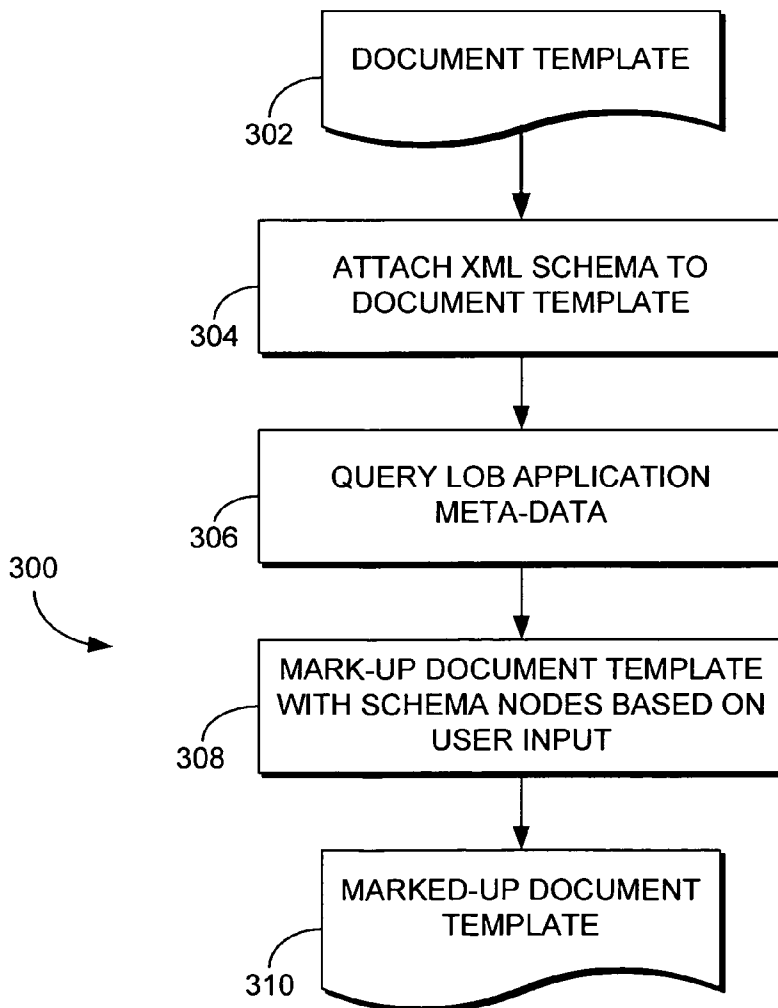 DOCUMENT TEMPLATE
302
ATTACH XML SCHEMA TO
DOCUMENT TEMPLATE
304
QUERY LOB APPLICATION
META-DATA
306
300
MARK-UP DOCUMENT TEMPLATE
WITH SCHEMA NODES BASED ON
USER INPUT
308
MARKED-UP DOCUMENT
TEMPLATE
310